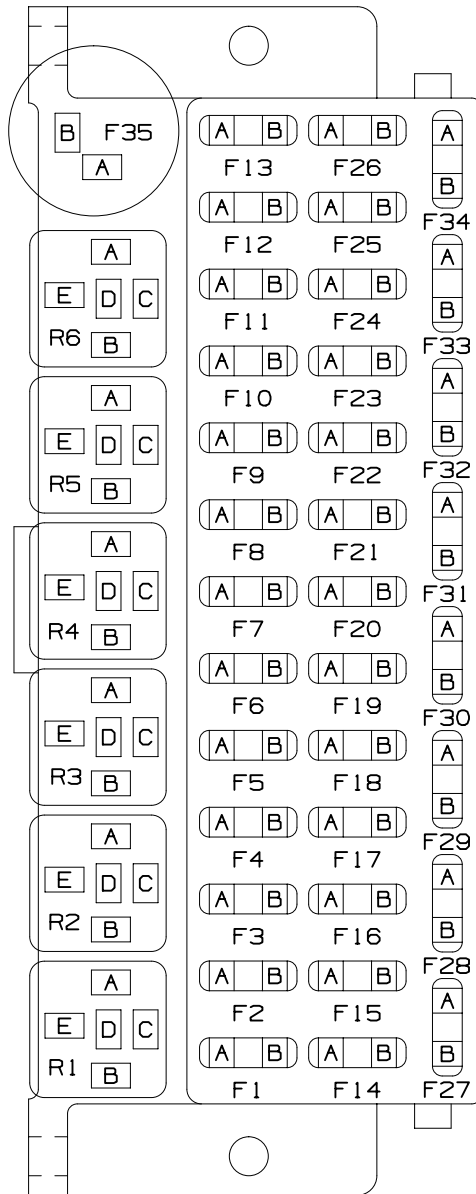 B F35
A
A B A B A
F13 F26
B
A B A B F34
F12 F25
A
E D C
R6 B
A B A B A
F11 F24
B
A B A B F33
F10 F23
A
E D C
R5 B
A B A B A
F9 F22
B
A B A B F32
F8 F21
A
E D C
R4 B
A B A B A
F7 F20
B
A B A B F31
F6 F19
A
E D C
R3 B
A B A B A
F5 F18
B
A B A B F30
F4 F17
A
E D C
R2 B
A B A B A
F3 F16
B
A B A B F29
F2 F15
A
E D C
R1 B
A B A B A
F1 F14
B
F28
A
B
F27